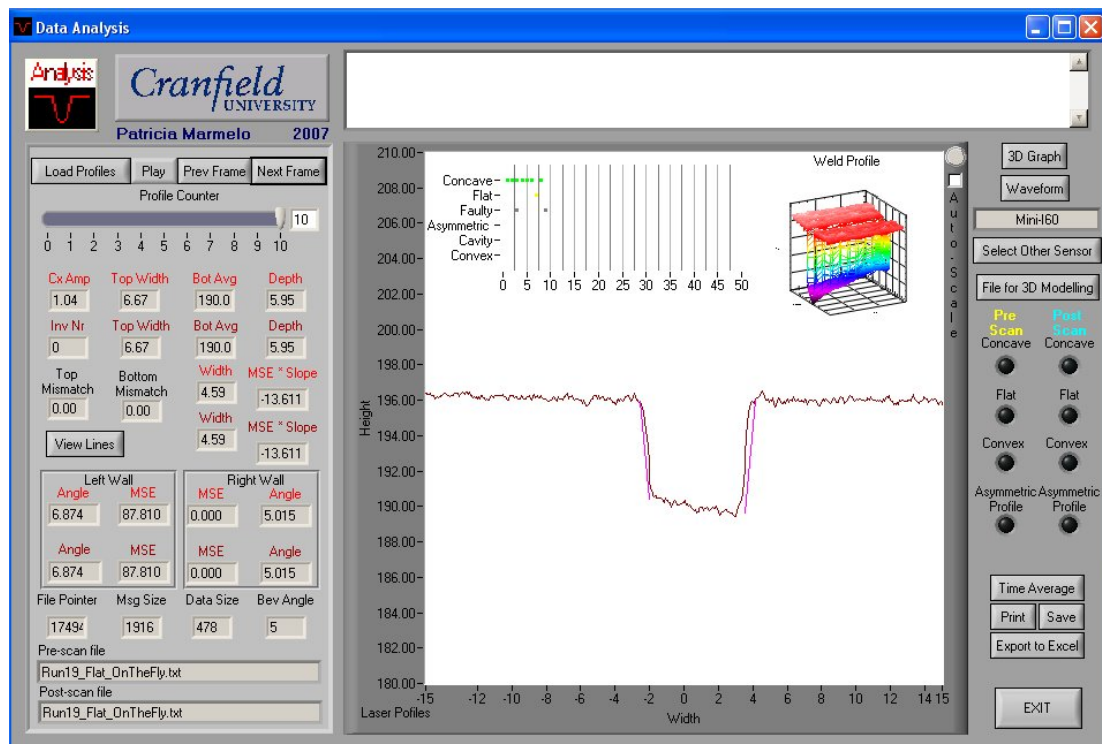 Data Analysis
Analysis
Cranfield
UNIVERSITY
Patricia Marmelo 2007
Load Profiles Play Prev Frame Next Frame
Profile Counter
10
0 1 2 3 4 5 6 7 8 9 10
Cx Amp Top Width Bot Avg Depth
1.04 6.67 190.0 5.95
Inv Nr Top Width Bot Avg Depth
0 6.67 190.0 5.95
Top Mismatch Bottom Mismatch Width MSE * Slope
0.00 0.00 4.59 -13.611
Width MSE * Slope
4.59 -13.611
View Lines
Left Wall Right Wall
Angle MSE MSE Angle
6.874 87.810 0.000 5.015
Angle MSE MSE Angle
6.874 87.810 0.000 5.015
File Pointer Msg Size Data Size Bev Angle
1916 478 5
Pre-scan file
Run19_Flat_OnTheFly.txt
Post-scan file
Run19_Flat_OnTheFly.txt
210.00
208.00
206.00
204.00
202.00
200.00
198.00
196.00
194.00
192.00
190.00
188.00
186.00
184.00
182.00
180.00
Height
Concave
Flat
Faulty
Asymmetric
Cavity
Convex
0 5 10 15 20 25 30 35 40 45 50
Weld Profile
Auto-Scale
-15 -12 -10 -8 -6 -4 -2 0 2 4 6 8 10 12 14 15
Laser Pofiles
Width
3D Graph
Waveform
Mini-I60
Select Other Sensor
File for 3D Modelling
Pre Scan Post Scan
Concave Concave
Flat Flat
Convex Convex
Asymmetric Profile Asymmetric Profile
Time Average
Print Save
Export to Excel
EXIT